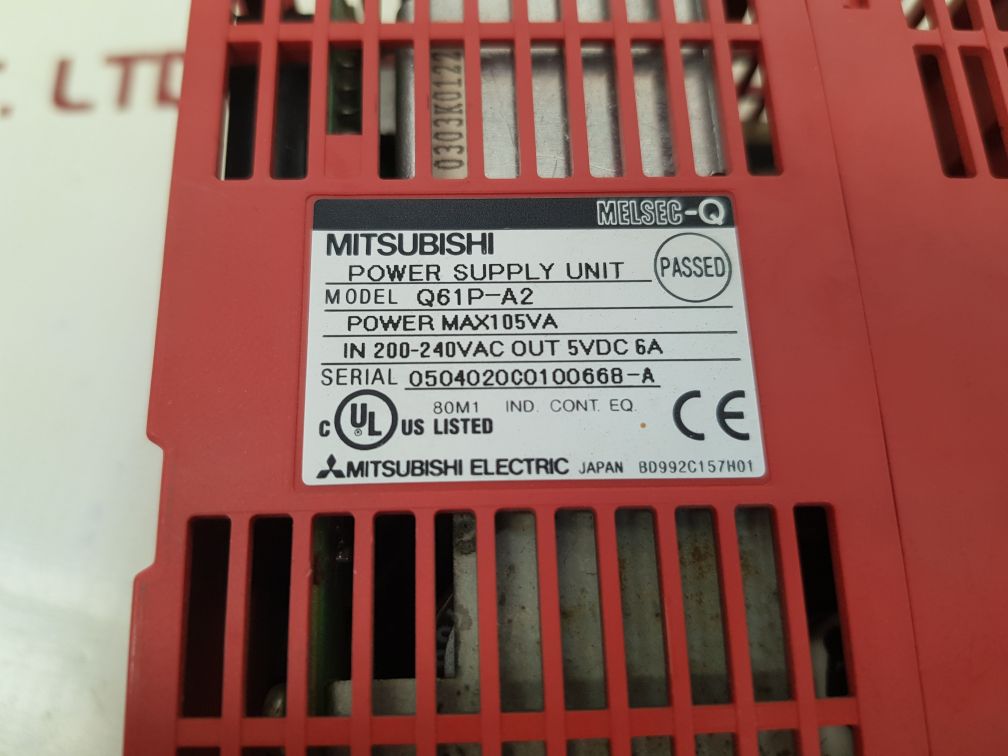 C. LTD
0303K0122
MELSEC-Q
MITSUBISHI
POWER SUPPLY UNIT PASSED
MODEL Q61P-A2
POWER MAX105VA
IN 200-240VAC OUT 5VDC 6A
SERIAL 0504020C0100668-A
C UL ® US LISTED 80M1 IND. CONT. EQ. CE
MITSUBISHI ELECTRIC JAPAN BD992C157H01